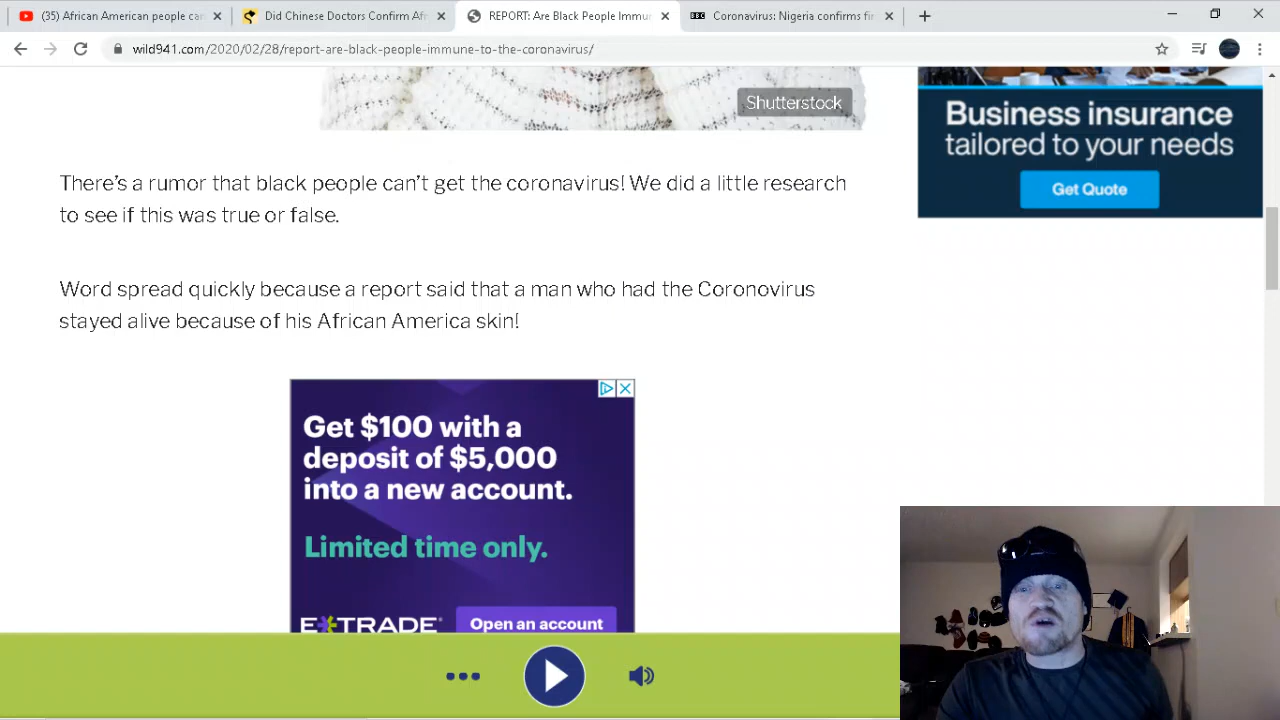 (35) African American people ca
Did Chinese Doctors Confirm Af
REPORT: Are Black People Immu
BBC Coronavirus: Nigeria confirms fi
wild941.com/2020/02/28/report-are-black-people-immune-to-the-coronavirus/
Shutterstock
Business insurance
tailored to your needs
Get Quote
There's a rumor that black people can't get the coronavirus! We did a little research
to see if this was true or false.
Word spread quickly because a report said that a man who had the Coronovirus
stayed alive because of his African America skin!
Get $100 with a
deposit of $5,000
into a new account.
Limited time only.
E*TRADE
Open an account